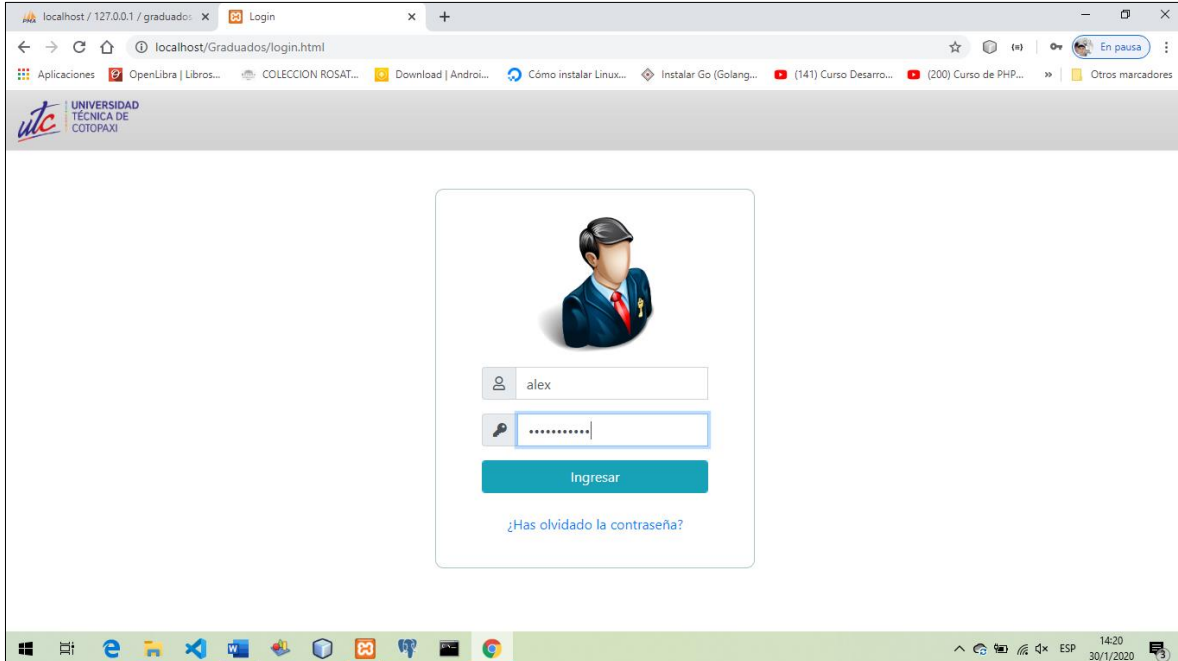 localhost / 127.0.0.1 / graduados
Login
localhost/Graduados/login.html
En pausa
Aplicaciones
OpenLibra | Libros...
COLECCION ROSAT...
Download | Androi...
Cómo instalar Linux...
Instalar Go (Golang...
(141) Curso Desarro...
(200) Curso de PHP...
»
Otros marcadores
utc
UNIVERSIDAD
TÉCNICA DE
COTOPAXI
alex
•••••••••••
Ingresar
¿Has olvidado la contraseña?
ESP
14:20
30/1/2020